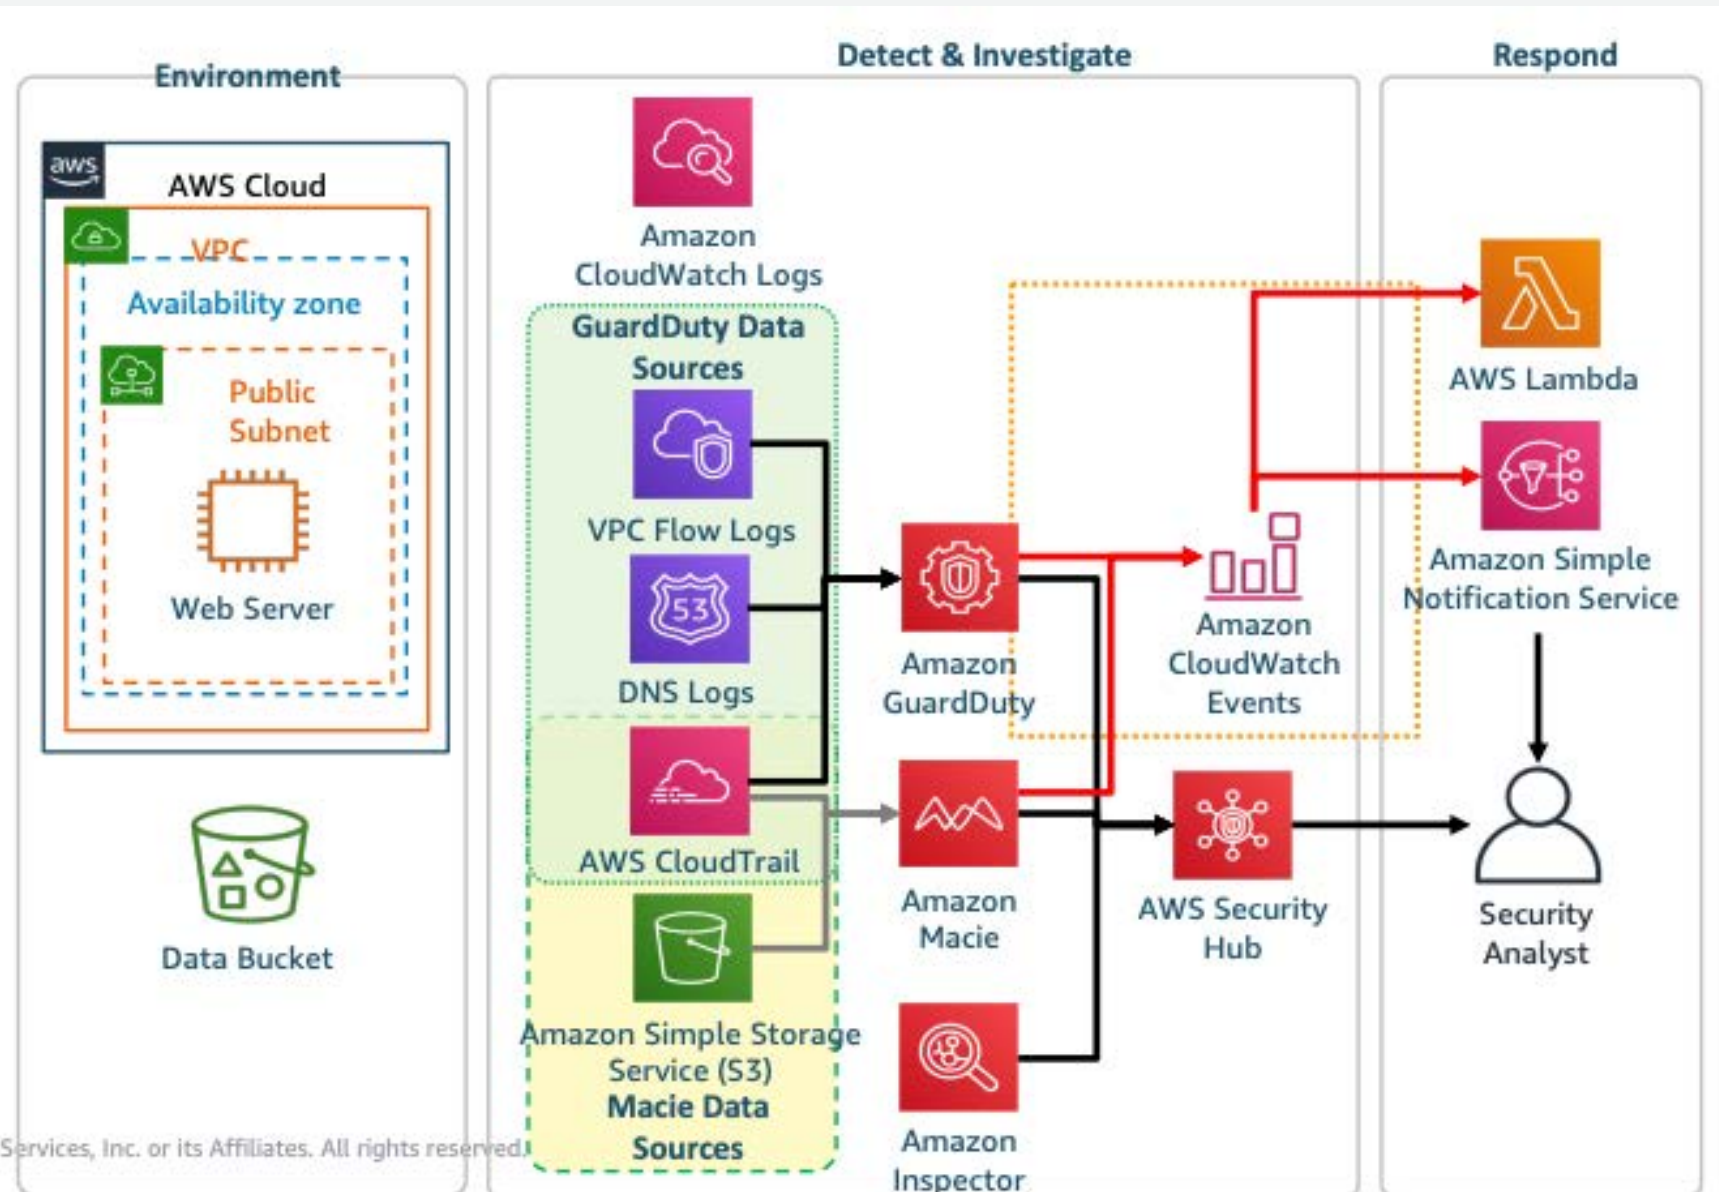 Environment
aws
AWS Cloud
VPC
Availability zone
Public
Subnet
Web Server
Data Bucket
Services, Inc. or its Affiliates. All rights reserved.
Detect & Investigate
Amazon
CloudWatch Logs
GuardDuty Data
Sources
VPC Flow Logs
53
DNS Logs
AWS CloudTrail
Amazon Simple Storage
Service (S3)
Macie Data
Sources
Amazon
GuardDuty
Amazon
Macie
Amazon
Inspector
Amazon
CloudWatch
Events
AWS Security
Hub
Respond
AWS Lambda
Amazon Simple
Notification Service
Security
Analyst